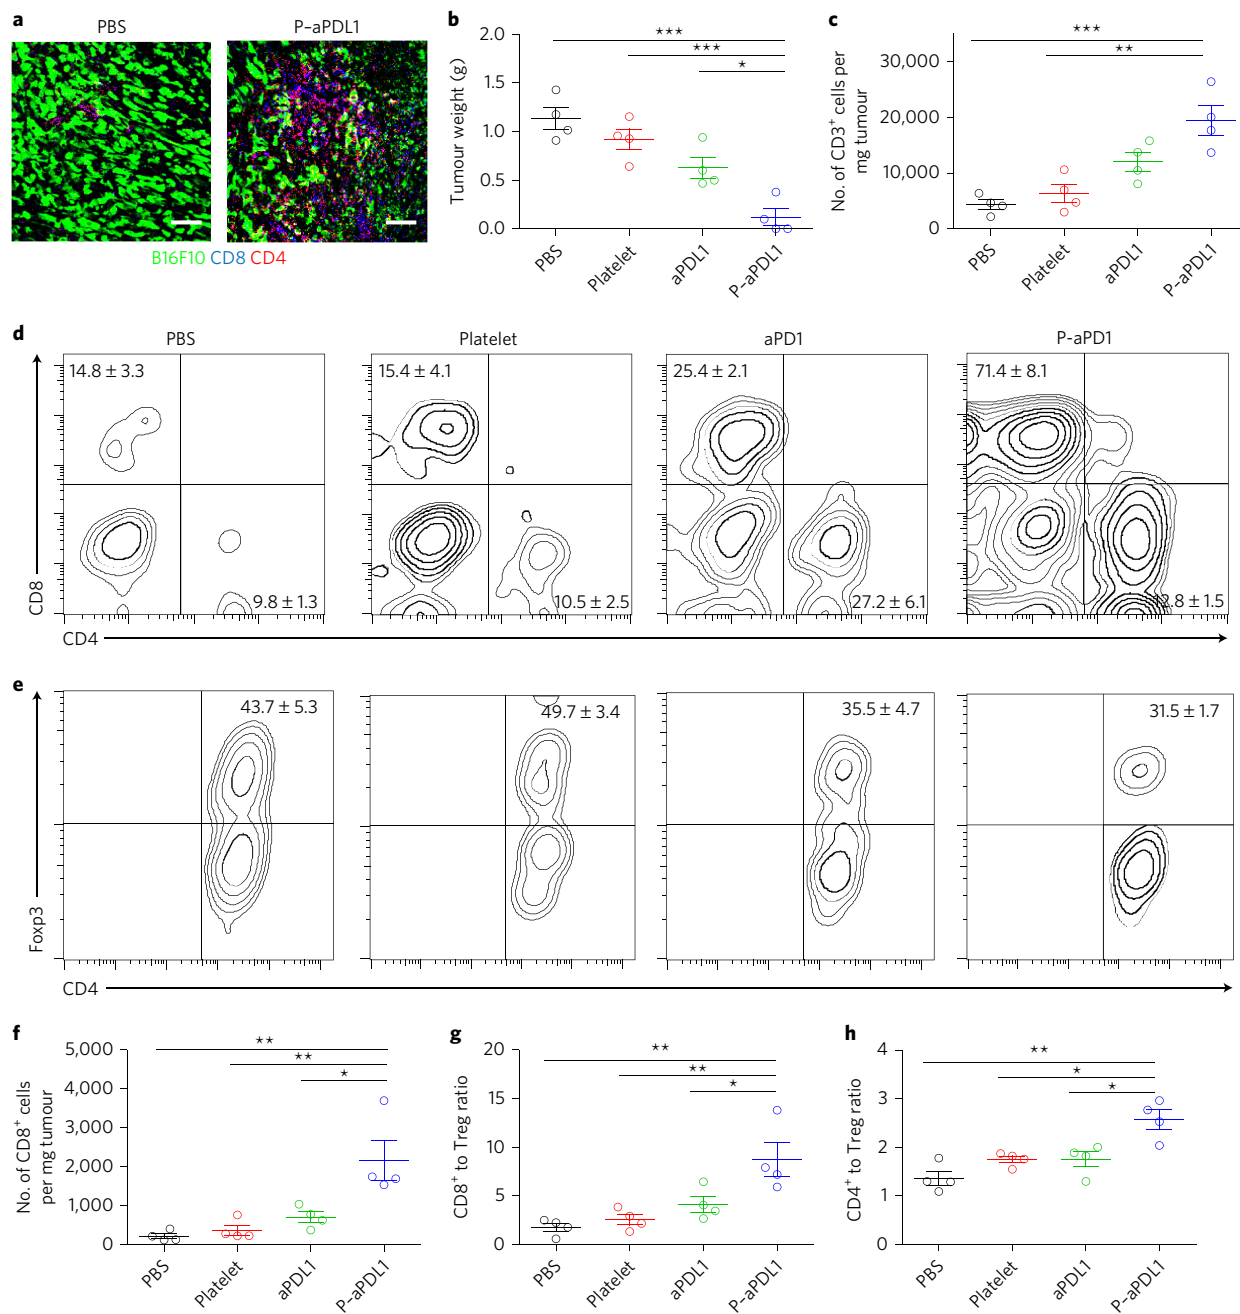 a
PBS
P–aPDL1
B16F10 CD8 CD4
b
Tumour weight (g)
2.0
1.5
1.0
0.5
0.0
***
***
*
PBS
Platelet
aPDL1
P–aPDL1
c
No. of CD3+ cells per
mg tumour
30,000
20,000
10,000
0
***
**
PBS
Platelet
aPDL1
P–aPDL1
d
PBS
Platelet
aPD1
P-aPD1
14.8 ± 3.3
15.4 ± 4.1
25.4 ± 2.1
71.4 ± 8.1
9.8 ± 1.3
10.5 ± 2.5
27.2 ± 6.1
12.8 ± 1.5
CD8
CD4
e
43.7 ± 5.3
49.7 ± 3.4
35.5 ± 4.7
31.5 ± 1.7
Foxp3
CD4
f
No. of CD8+ cells
per mg tumour
5,000
4,000
3,000
2,000
1,000
0
**
**
*
PBS
Platelet
aPDL1
P–aPDL1
g
CD8+ to Treg ratio
20
15
10
5
0
**
**
*
PBS
Platelet
aPDL1
P–aPDL1
h
CD4+ to Treg ratio
4
3
2
1
0
**
*
*
PBS
Platelet
aPDL1
P–aPDL1